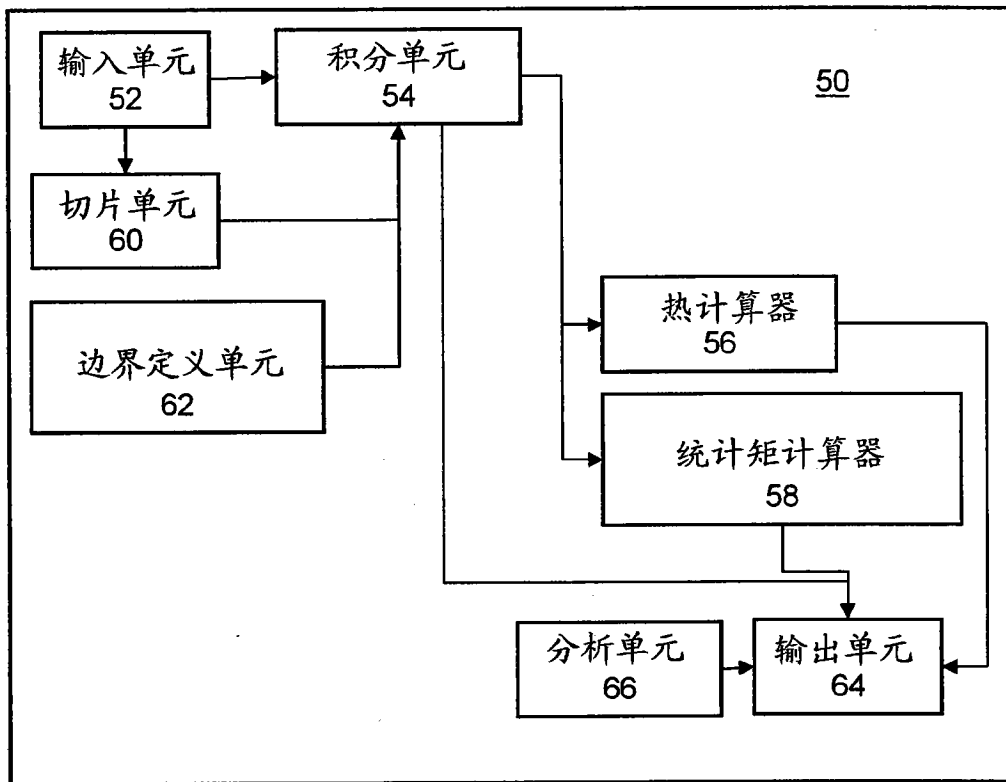 输入单元
52
积分单元
54
50
切片单元
60
边界定义单元
62
热计算器
56
统计矩计算器
58
分析单元
66
输出单元
64